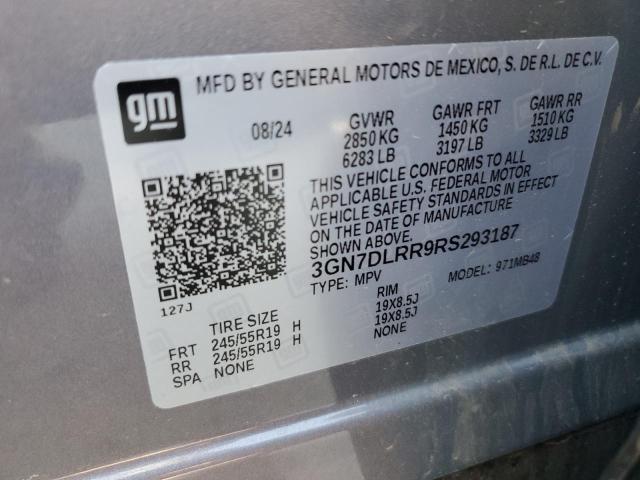 gm
MFD BY GENERAL MOTORS DE MEXICO, S. DE R.L. DE C.V.
08/24
GVWR
2850 KG
6283 LB
GAWR FRT
1450 KG
3197 LB
GAWR RR
1510 KG
3329 LB
THIS VEHICLE CONFORMS TO ALL
APPLICABLE U.S. FEDERAL MOTOR
VEHICLE SAFETY STANDARDS IN EFFECT
ON THE DATE OF MANUFACTURE
SHOWN ABOVE.
3GN7DLRR9RS293187
TYPE: MPV
MODEL: 971MB48
127J
TIRE SIZE
RIM
FRT 245/55R19 H 19X8.5J
RR 245/55R19 H 19X8.5J
SPA NONE NONE